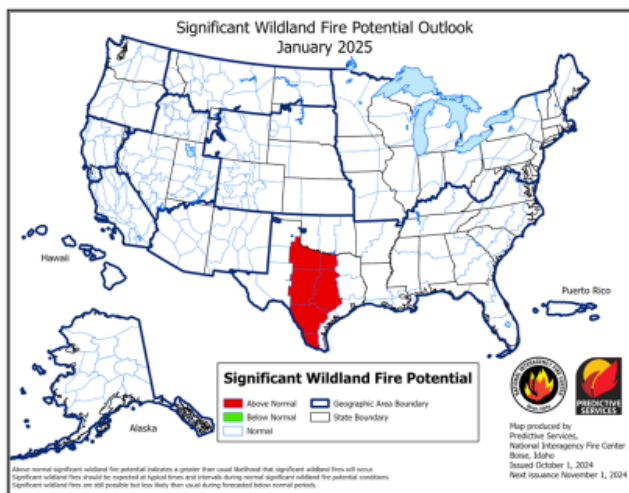 Significant Wildland Fire Potential Outlook
January 2025
Hawaii
Puerto Rico
Alaska
Significant Wildland Fire Potential
Above Normal
Geographic Area Boundary
Below Normal
State Boundary
Normal
NATIONAL INTERAGENCY FIRE CENTER
PREDICTIVE
SERVICES
Map produced by
Predictive Services,
National Interagency Fire Center
Boise, Idaho
Issued October 1, 2024
Next issuance November 1, 2024
Above normal significant wildland fire potential indicates a greater than usual likelihood that significant wildland fires will occur.
Significant wildland fires should be expected at typical times and intervals during normal significant wildland fire potential conditions.
Significant wildland fires are still possible but less likely than usual during forecasted below normal periods.